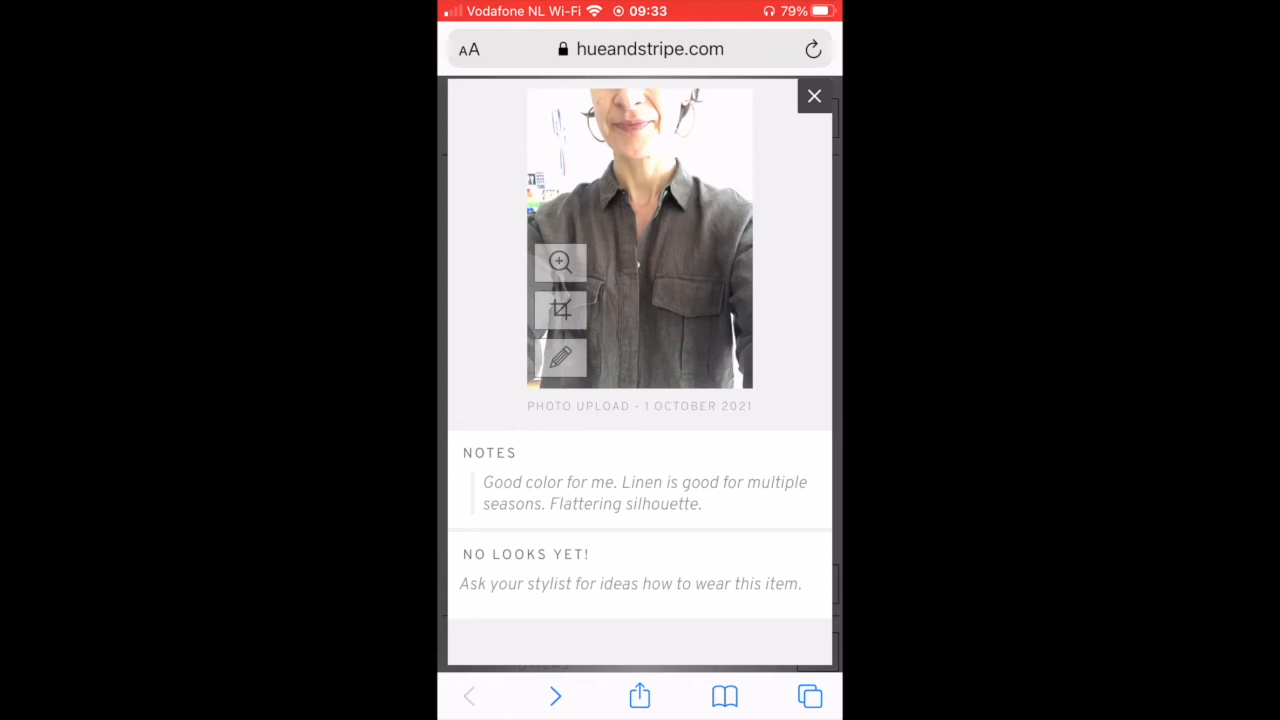 Vodafone NL Wi-Fi 09:33 79%
AA hueandstripe.com
PHOTO UPLOAD - 1 OCTOBER 2021
NOTES
Good color for me. Linen is good for multiple
seasons. Flattering silhouette.
NO LOOKS YET!
Ask your stylist for ideas how to wear this item.